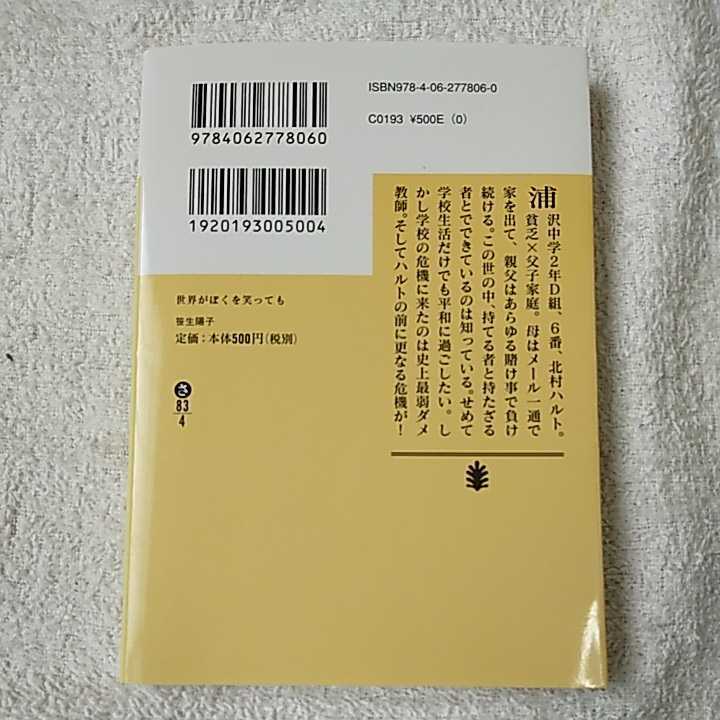 ISBN978-4-06-277806-0
C0193 ¥500E (0)
9784062778060
1920193005004
浦沢中学2年D組、6番、北村ハルト。
貧乏×父子家庭。母はメール一通で
家を出て、親父はあらゆる賭け事で負け
続ける。この世の中、持てる者と持たざる
者とでできているのは知っている。せめて
学校生活だけでも平和に過ごしたい。し
かし学校の危機に来たのは史上最弱ダメ
教師。そしてハルトの前に更なる危機が!
世界がぼくを笑っても
笹生陽子
定価:本体500円(税別)
さ
83
4